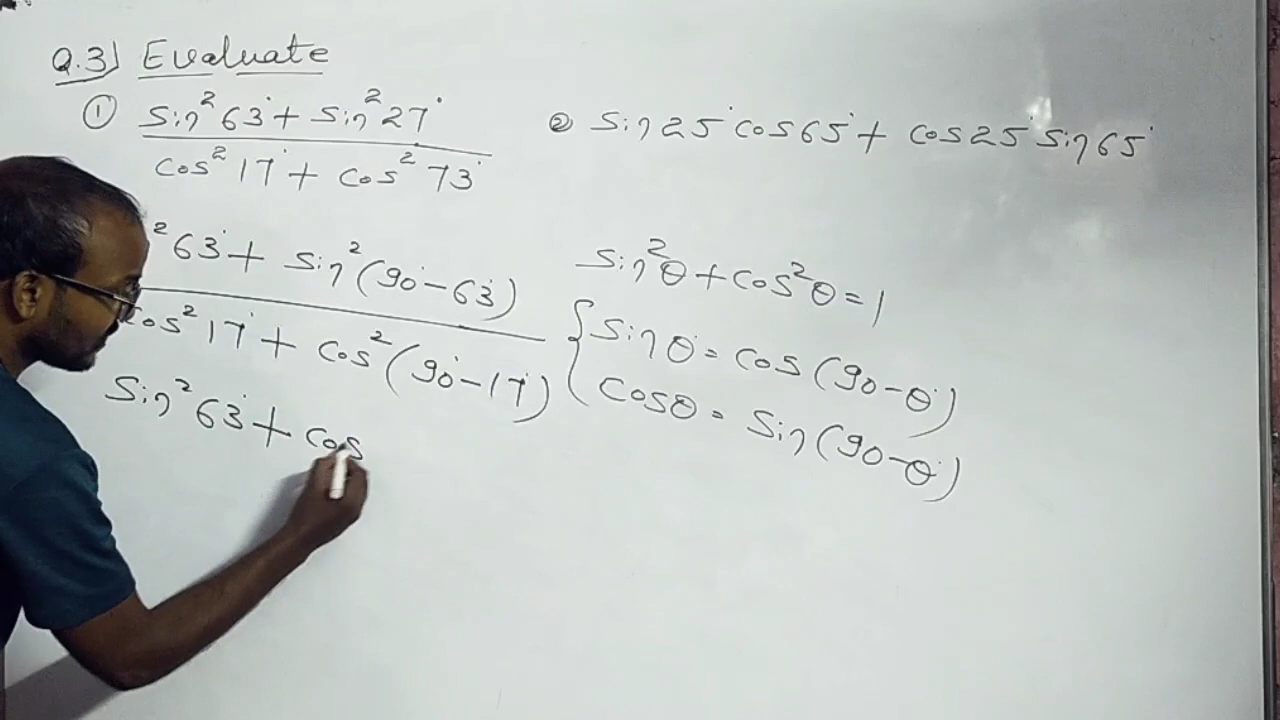 Q.3) Evaluate
① sin²63° + sin²27°
cos²17° + cos²73°
② sin25° cos65° + cos25° sin65°
²63° + sin²(90° - 63°)
cos²17° + cos²(90° - 17°)
sin²63° + cos
sin²θ + cos²θ = 1
sinθ = cos(90 - θ)
cosθ = sin(90 - θ)